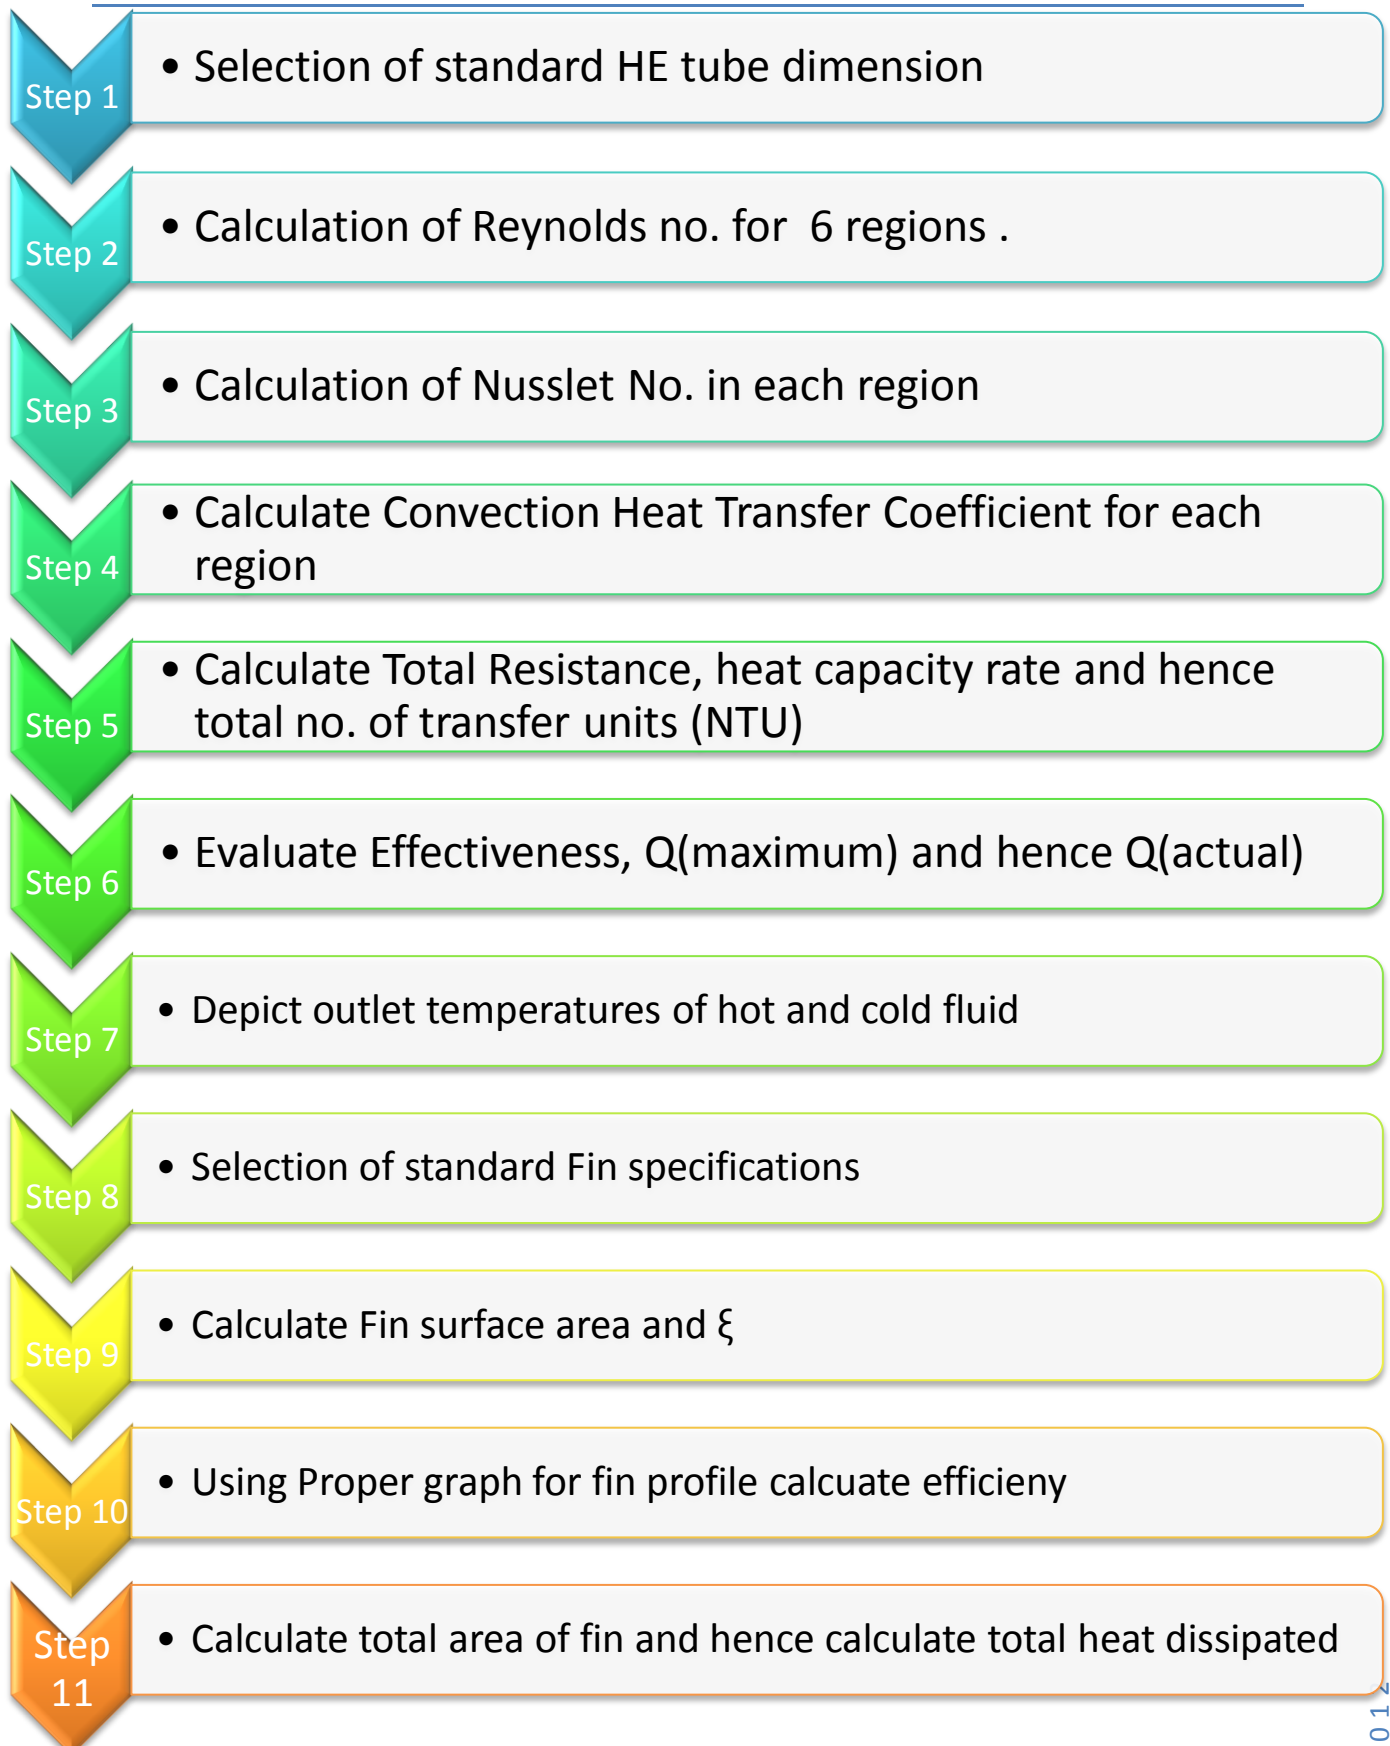 Step 1
• Selection of standard HE tube dimension
Step 2
• Calculation of Reynolds no. for 6 regions .
Step 3
• Calculation of Nusslet No. in each region
Step 4
• Calculate Convection Heat Transfer Coefficient for each
region
Step 5
• Calculate Total Resistance, heat capacity rate and hence
total no. of transfer units (NTU)
Step 6
• Evaluate Effectiveness, Q(maximum) and hence Q(actual)
Step 7
• Depict outlet temperatures of hot and cold fluid
Step 8
• Selection of standard Fin specifications
Step 9
• Calculate Fin surface area and ξ
Step 10
• Using Proper graph for fin profile calcuate efficieny
Step
11
• Calculate total area of fin and hence calculate total heat dissipated